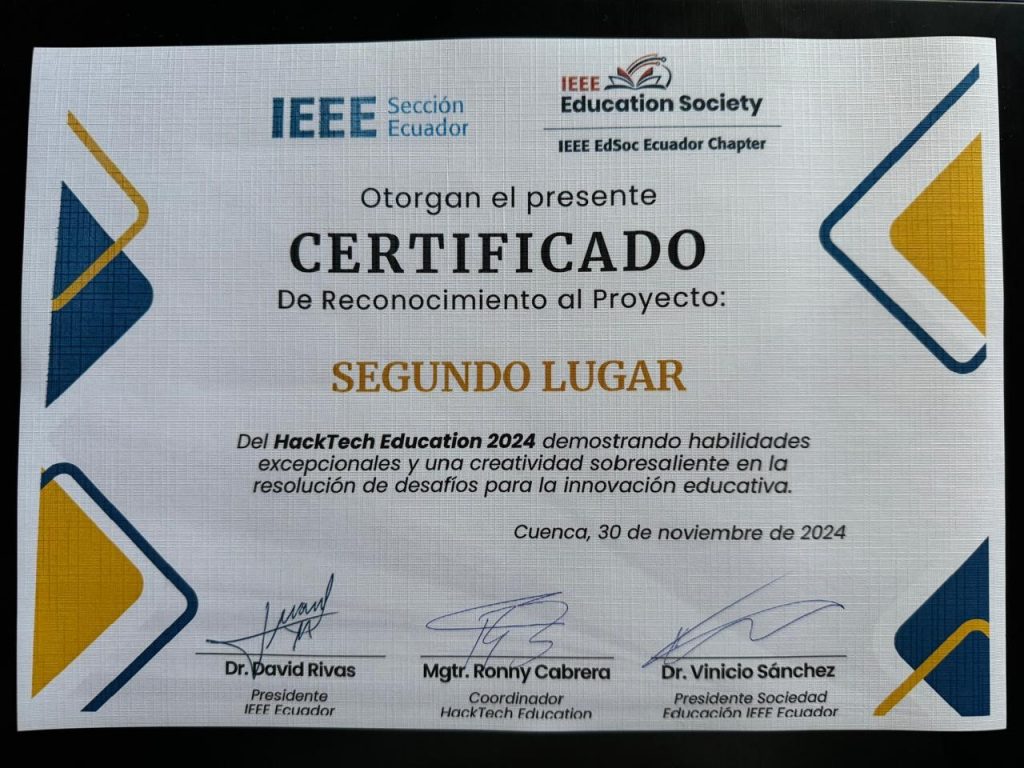 IEEE Sección
Ecuador
IEEE
Education Society
IEEE EdSoc Ecuador Chapter
Otorgan el presente
CERTIFICADO
De Reconocimiento al Proyecto:
SEGUNDO LUGAR
Del HackTech Education 2024 demostrando habilidades
excepcionales y una creatividad sobresaliente en la
resolución de desafíos para la innovación educativa.
Cuenca, 30 de noviembre de 2024
Dr. David Rivas
Presidente
IEEE Ecuador
Mgtr. Ronny Cabrera
Coordinador
HackTech Education
Dr. Vinicio Sánchez
Presidente Sociedad
Educación IEEE Ecuador